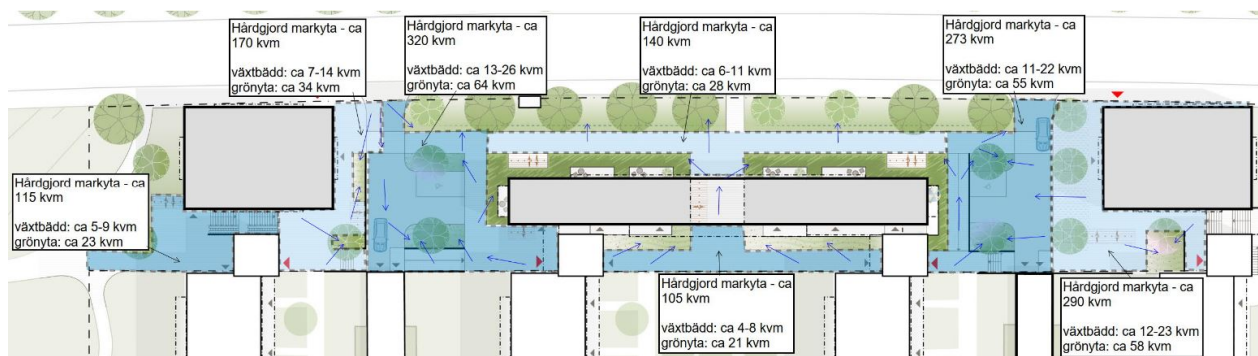 Hårdgjord markyta - ca
170 kvm
växtbädd: ca 7-14 kvm
grönyta: ca 34 kvm
Hårdgjord markyta - ca
320 kvm
växtbädd: ca 13-26 kvm
grönyta: ca 64 kvm
Hårdgjord markyta - ca
140 kvm
växtbädd: ca 6-11 kvm
grönyta: ca 28 kvm
Hårdgjord markyta - ca
273 kvm
växtbädd: ca 11-22 kvm
grönyta: ca 55 kvm
Hårdgjord markyta - ca
115 kvm
växtbädd: ca 5-9 kvm
grönyta: ca 23 kvm
Hårdgjord markyta - ca
105 kvm
växtbädd: ca 4-8 kvm
grönyta: ca 21 kvm
Hårdgjord markyta - ca
290 kvm
växtbädd: ca 12-23 kvm
grönyta: ca 58 kvm